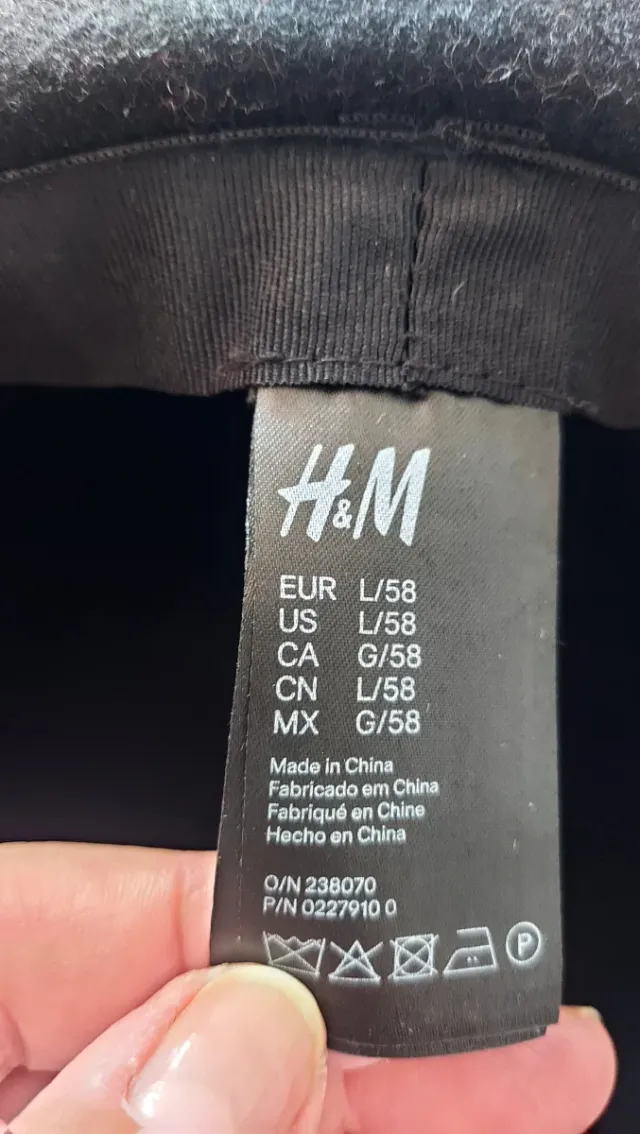 H&M
EUR L/58
US L/58
CA G/58
CN L/58
MX G/58
Made in China
Fabricado em China
Fabriqué en Chine
Hecho en China
O/N 238070
P/N 0227910 0
P